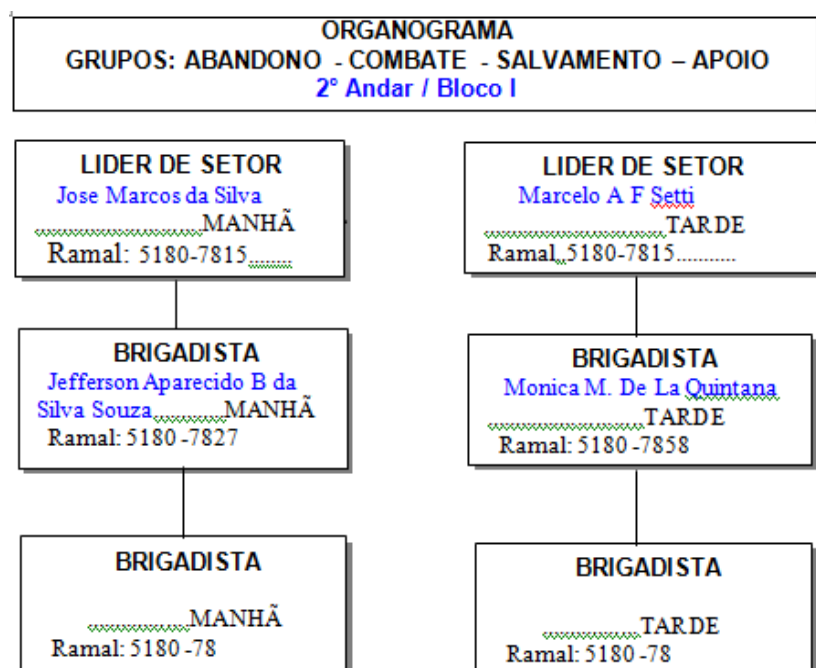 ORGANOGRAMA
GRUPOS: ABANDONO - COMBATE - SALVAMENTO – APOIO
2° Andar / Bloco I
LIDER DE SETOR
Jose Marcos da Silva
............................MANHÃ
Ramal: 5180-7815........
BRIGADISTA
Jefferson Aparecido B da
Silva Souza............MANHÃ
Ramal: 5180 -7827
BRIGADISTA
.................MANHÃ
Ramal: 5180 -78
LIDER DE SETOR
Marcelo A F Setti
..............................TARDE
Ramal..5180-7815...........
BRIGADISTA
Monica M. De La Quintana
..........................TARDE
Ramal: 5180 -7858
BRIGADISTA
................TARDE
Ramal: 5180 -78